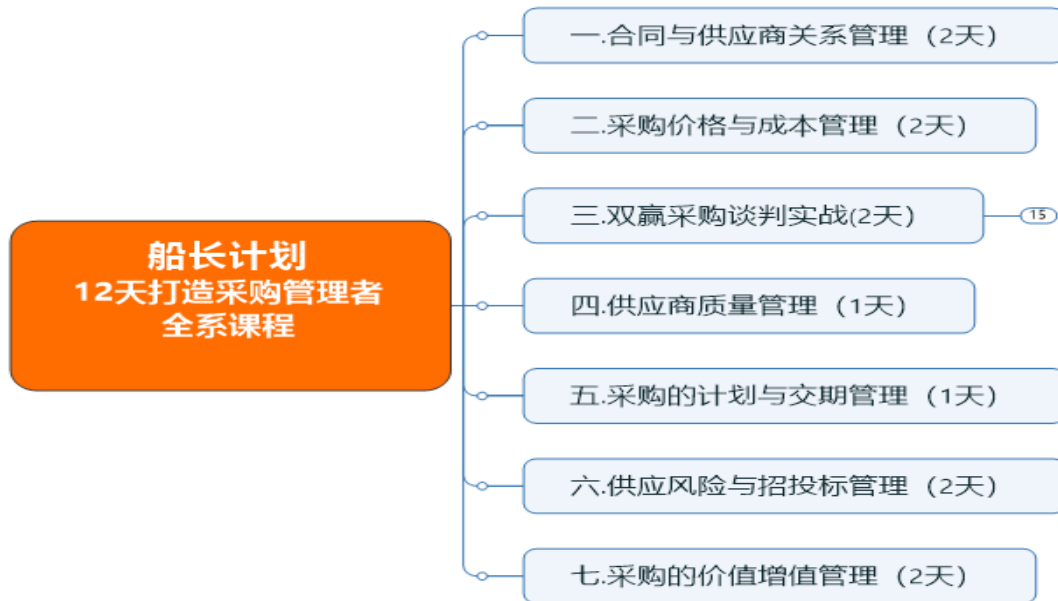 船长计划
12天打造采购管理者
全系课程
一.合同与供应商关系管理（2天）
二.采购价格与成本管理（2天）
三.双赢采购谈判实战(2天）
15
四.供应商质量管理（1天）
五.采购的计划与交期管理（1天）
六.供应风险与招投标管理（2天）
七.采购的价值增值管理（2天）